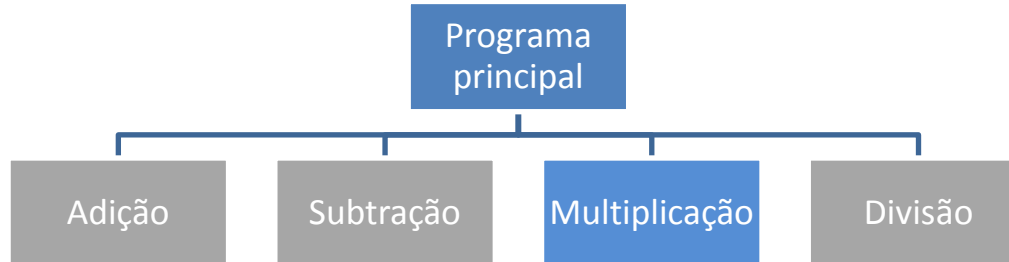 Programa
principal
Adição
Subtração
Multiplicação
Divisão